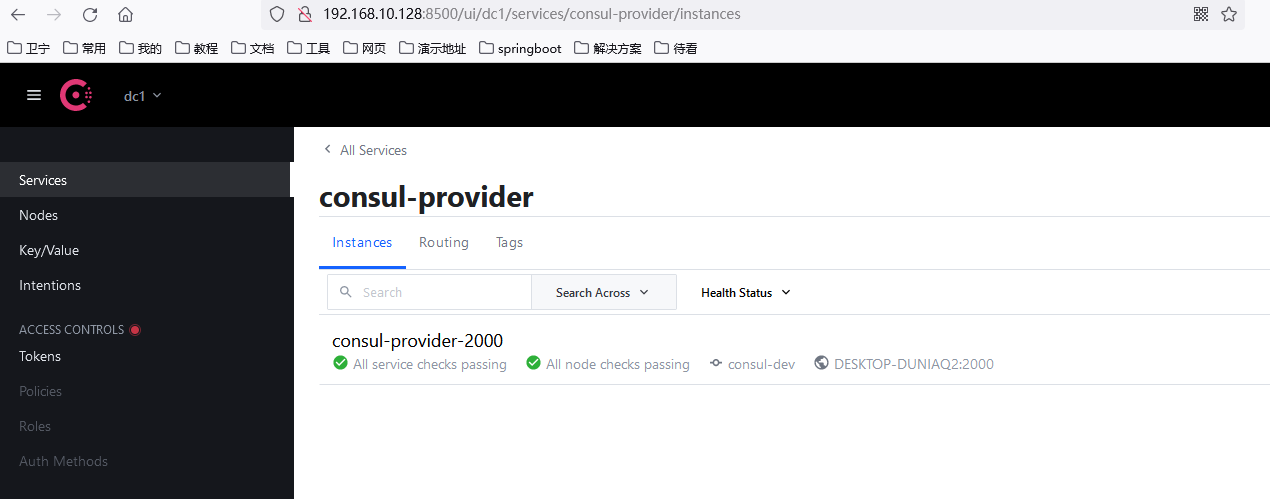 192.168.10.128:8500/ui/dc1/services/consul-provider/instances
卫宁 常用 我的 教程 文档 工具 网页 演示地址 springboot 解决方案 待看
dc1
Services
Nodes
Key/Value
Intentions
ACCESS CONTROLS
Tokens
Policies
Roles
Auth Methods
All Services
consul-provider
Instances Routing Tags
Search Search Across Health Status
consul-provider-2000
All service checks passing All node checks passing consul-dev DESKTOP-DUNIAQ2:2000